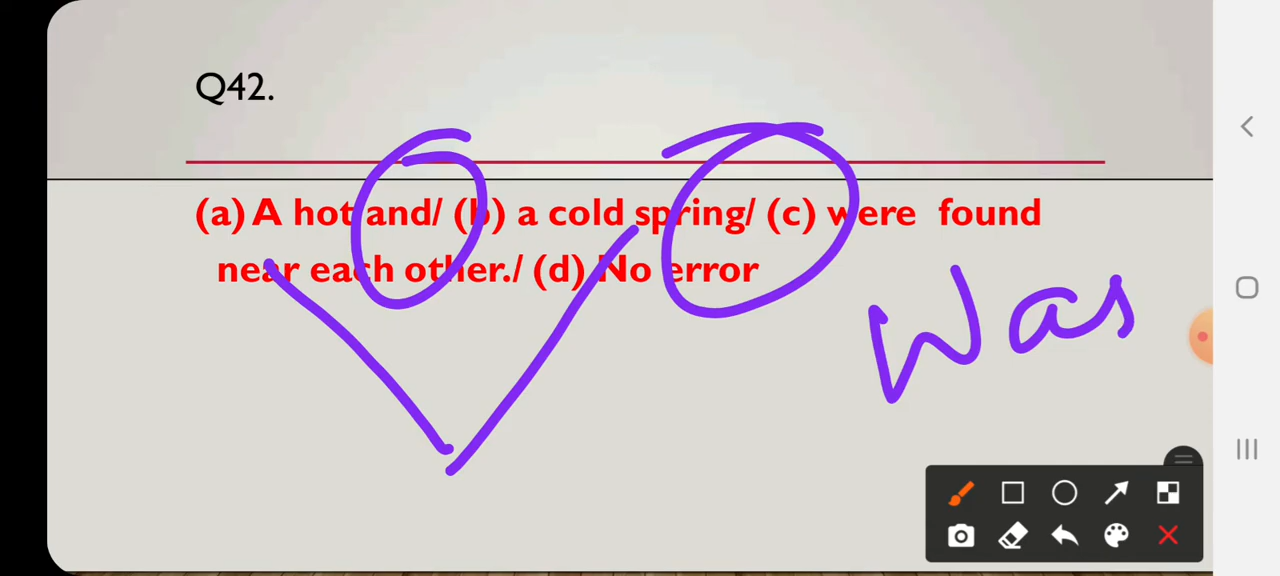 Q42.
(a) A hot and/ (b) a cold spring/ (c) were found
near each other./ (d) No error
Was